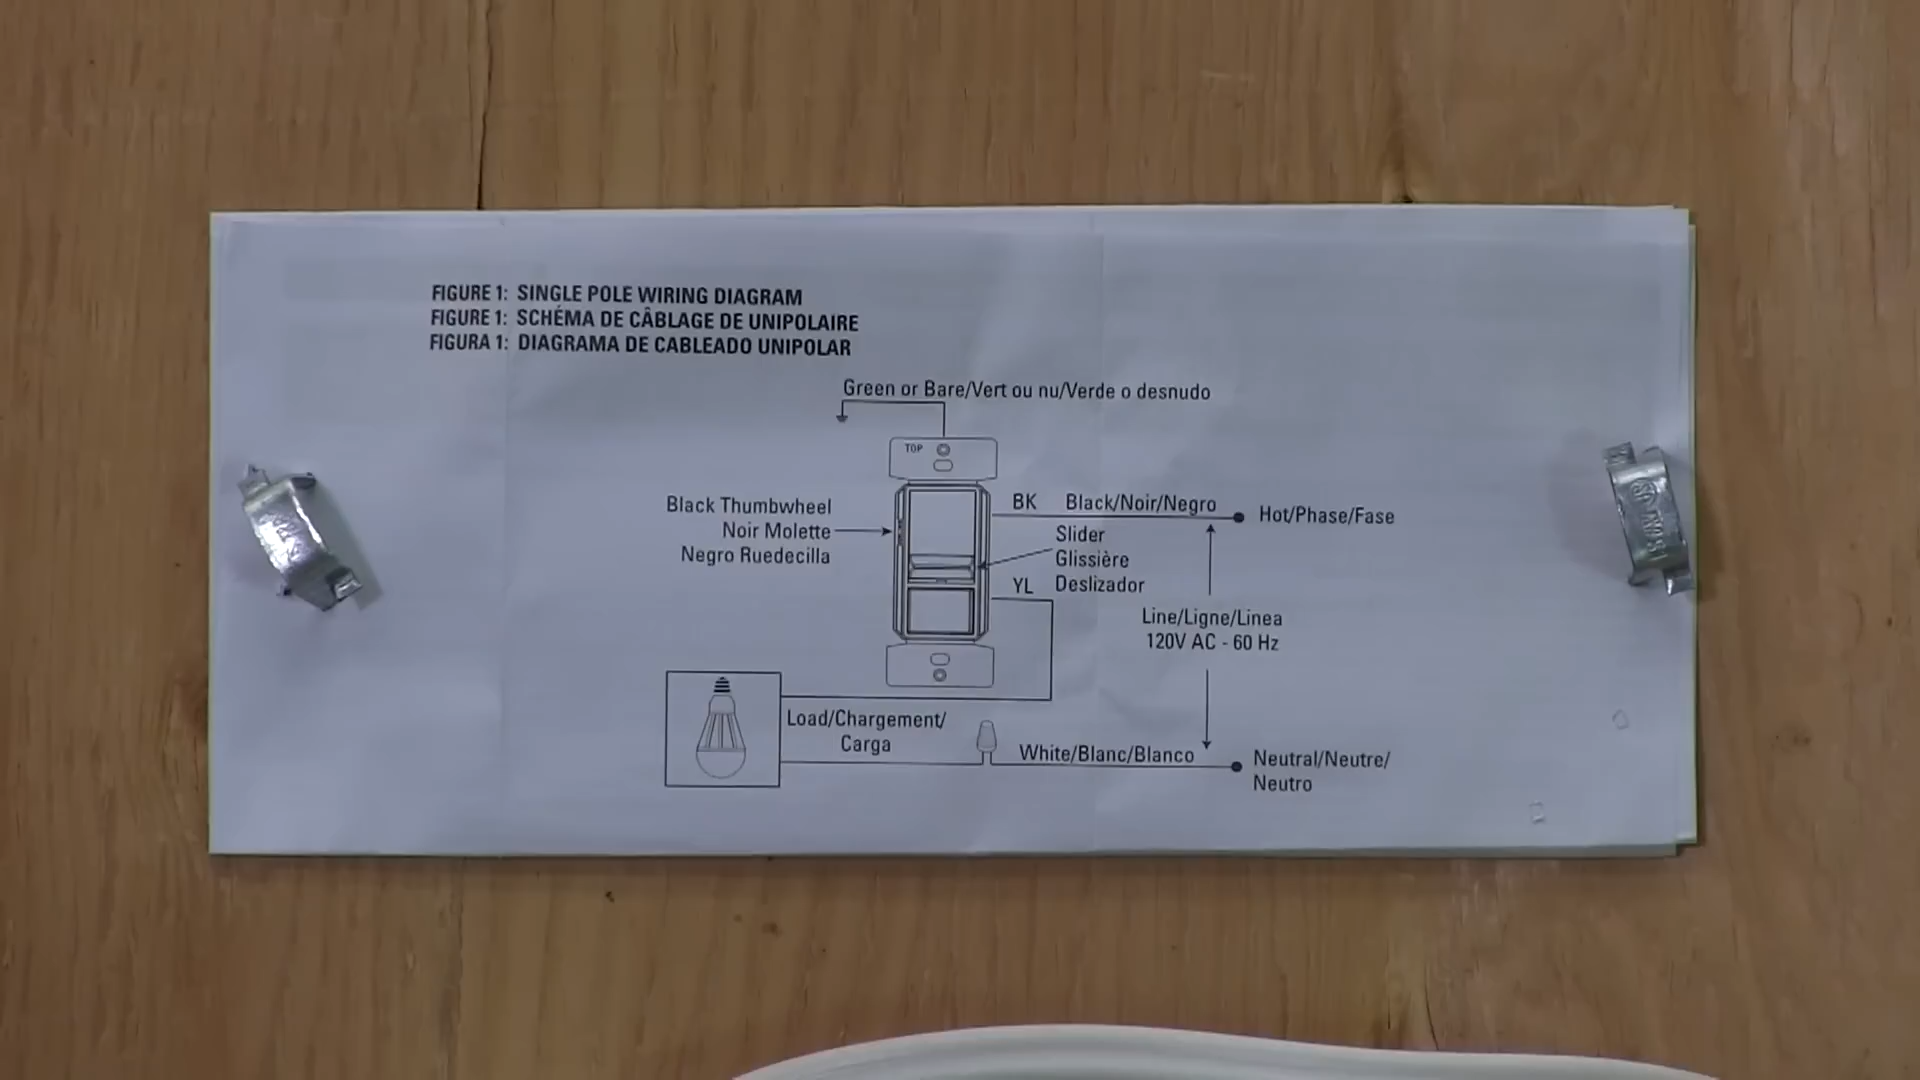 FIGURE 1: SINGLE POLE WIRING DIAGRAM
FIGURE 1: SCHÉMA DE CÂBLAGE DE UNIPOLAIRE
FIGURA 1: DIAGRAMA DE CABLEADO UNIPOLAR
Green or Bare/Vert ou nu/Verde o desnudo
TOP
Black Thumbwheel
Noir Molette
Negro Ruedecilla
BK Black/Noir/Negro
Hot/Phase/Fase
Slider
Glissière
Deslizador
YL
Line/Ligne/Linea
120V AC - 60 Hz
Load/Chargement/
Carga
White/Blanc/Blanco
Neutral/Neutre/
Neutro